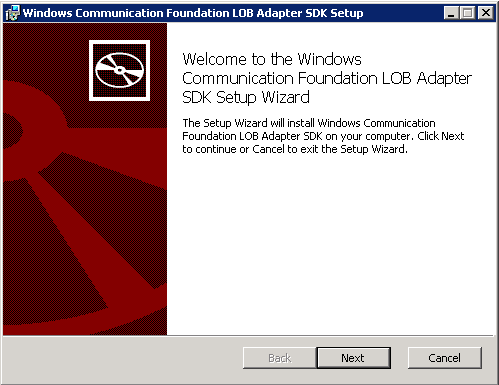 Windows Communication Foundation LOB Adapter SDK Setup
Welcome to the Windows
Communication Foundation LOB Adapter
SDK Setup Wizard
The Setup Wizard will install Windows Communication
Foundation LOB Adapter SDK on your computer. Click Next
to continue or Cancel to exit the Setup Wizard.
Back Next Cancel